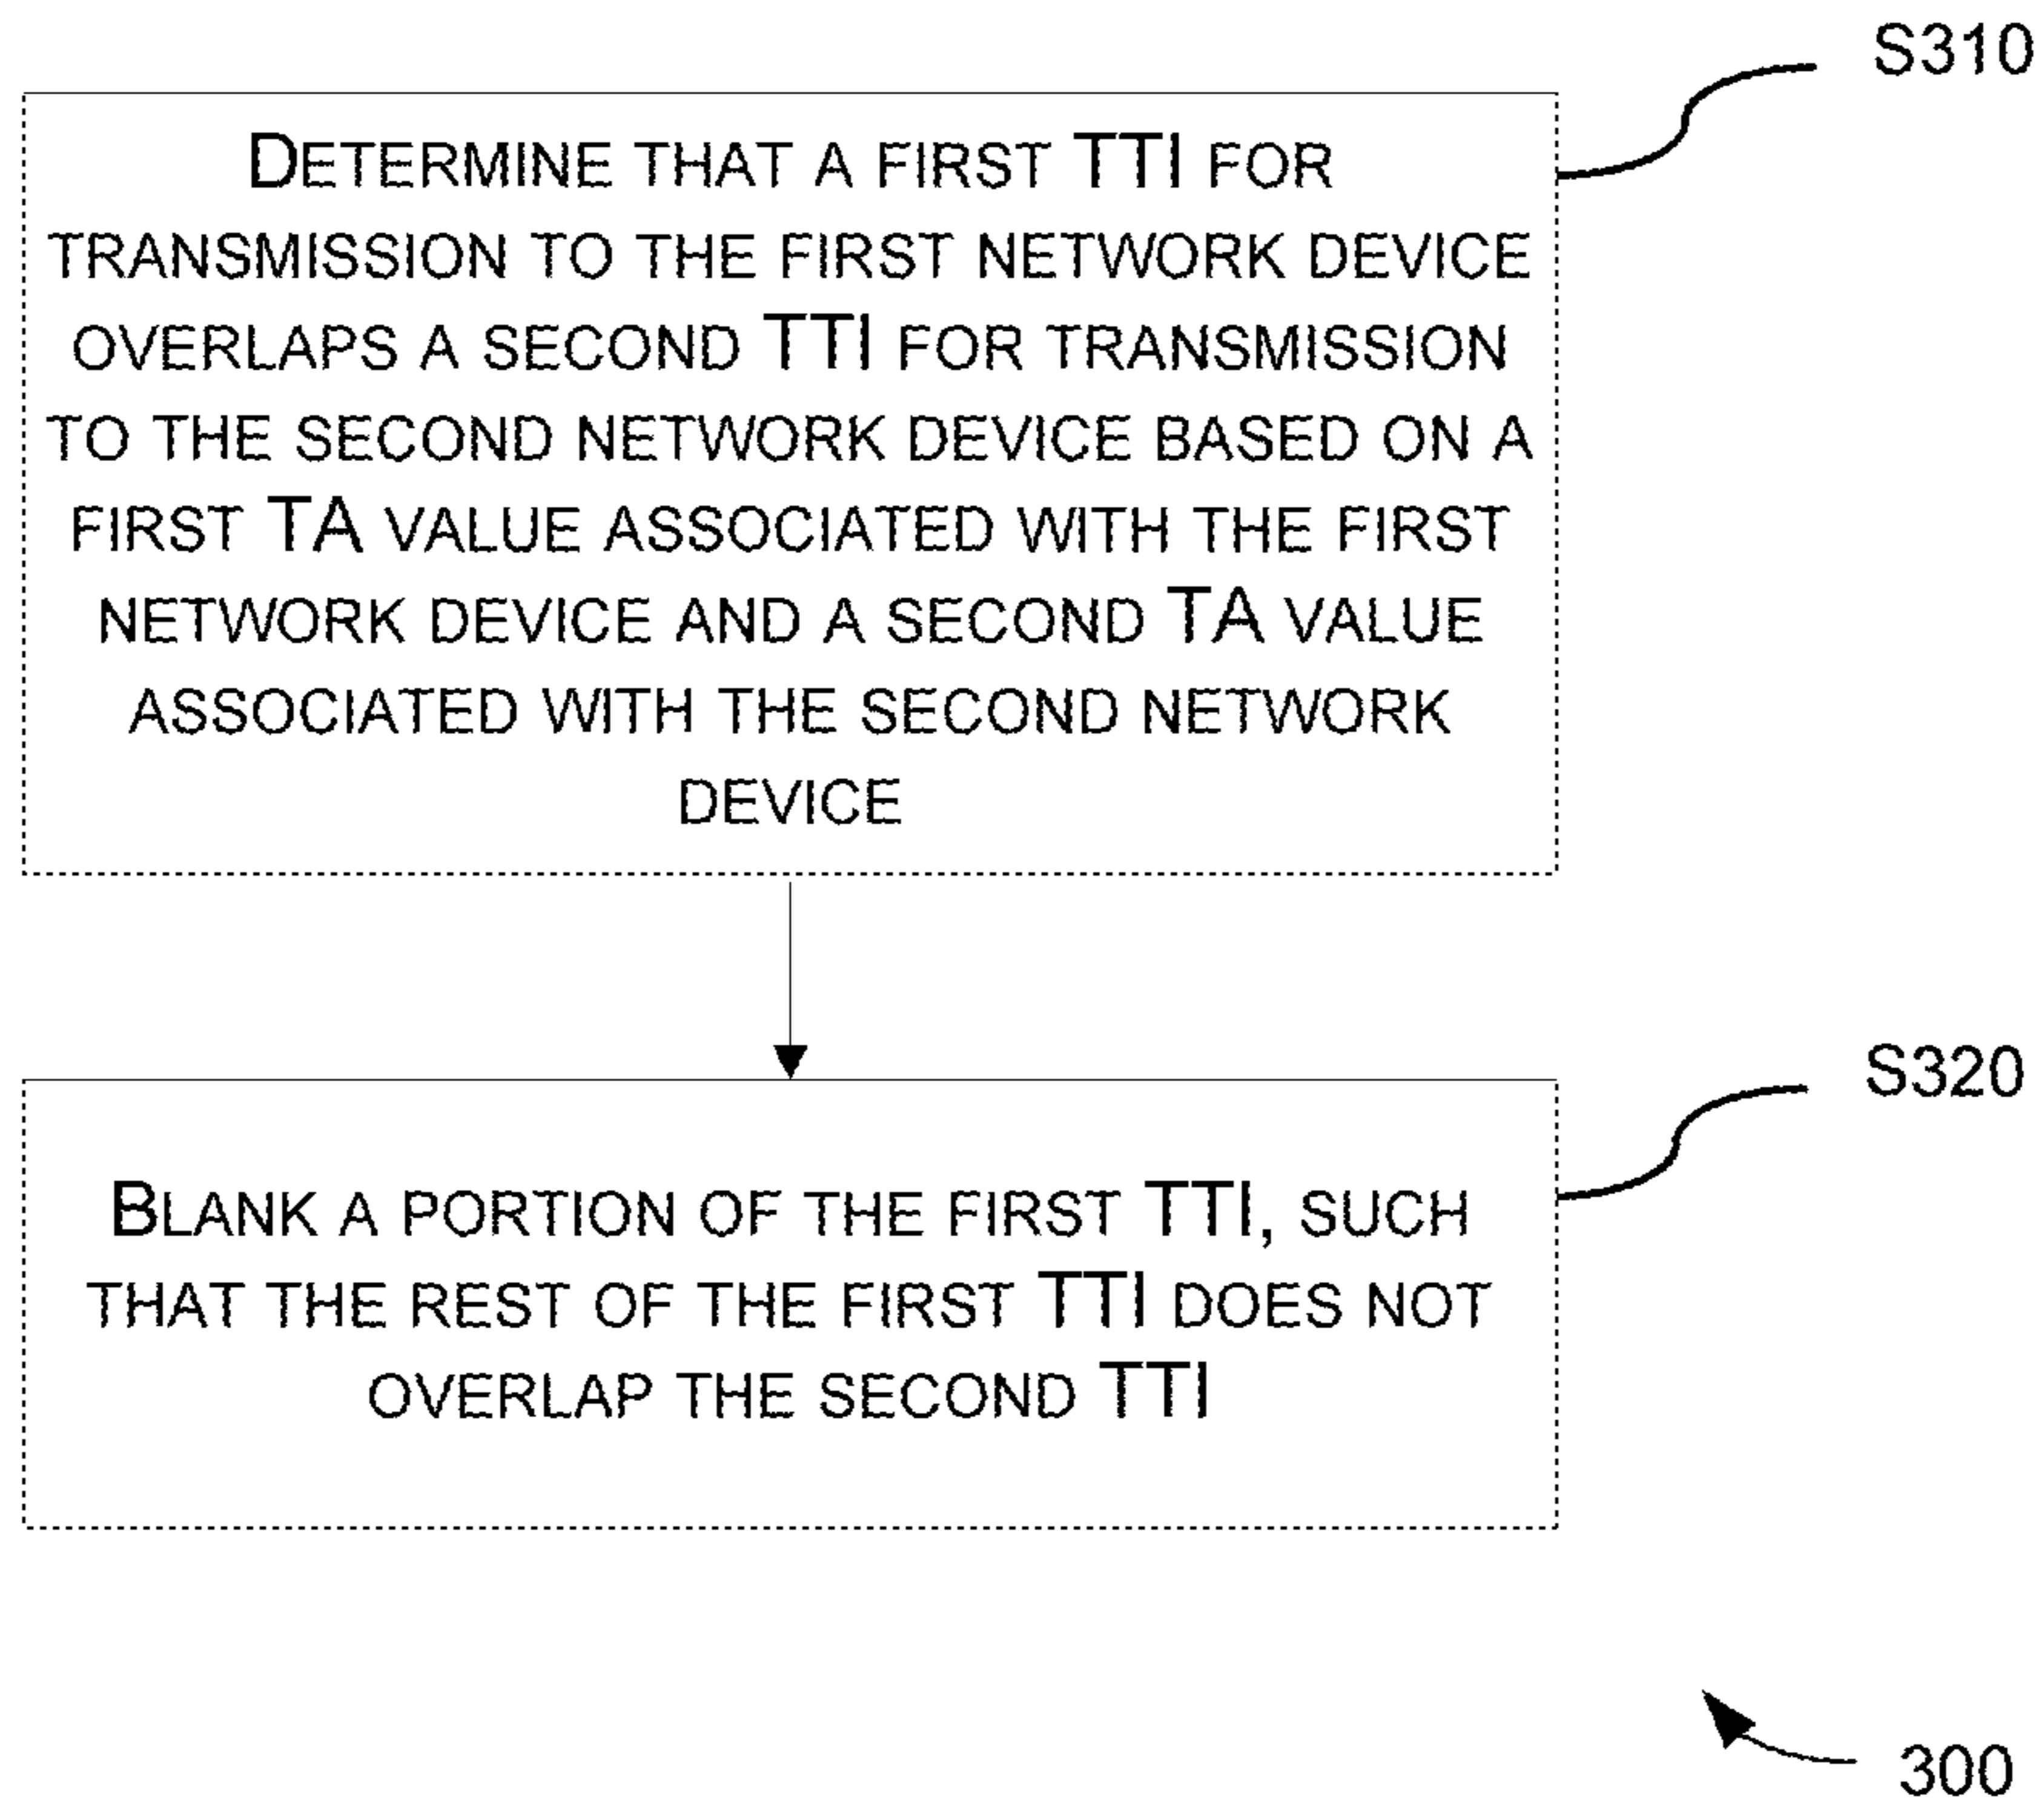 S310
DETERMINE THAT A FIRST TTI FOR
TRANSMISSION TO THE FIRST NETWORK DEVICE
OVERLAPS A SECOND TTI FOR TRANSMISSION
TO THE SECOND NETWORK DEVICE BASED ON A
FIRST TA VALUE ASSOCIATED WITH THE FIRST
NETWORK DEVICE AND A SECOND TA VALUE
ASSOCIATED WITH THE SECOND NETWORK
DEVICE
S320
BLANK A PORTION OF THE FIRST TTI, SUCH
THAT THE REST OF THE FIRST TTI DOES NOT
OVERLAP THE SECOND TTI
300